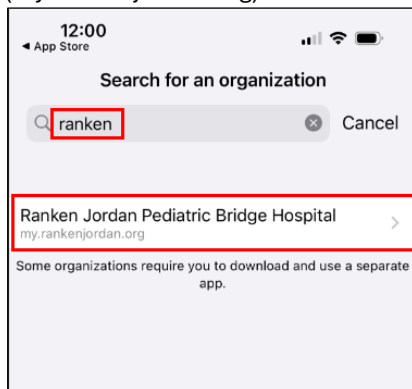 12:00
◀ App Store
Search for an organization
ranken
Cancel
Ranken Jordan Pediatric Bridge Hospital
my.rankenjordan.org
Some organizations require you to download and use a separate
app.